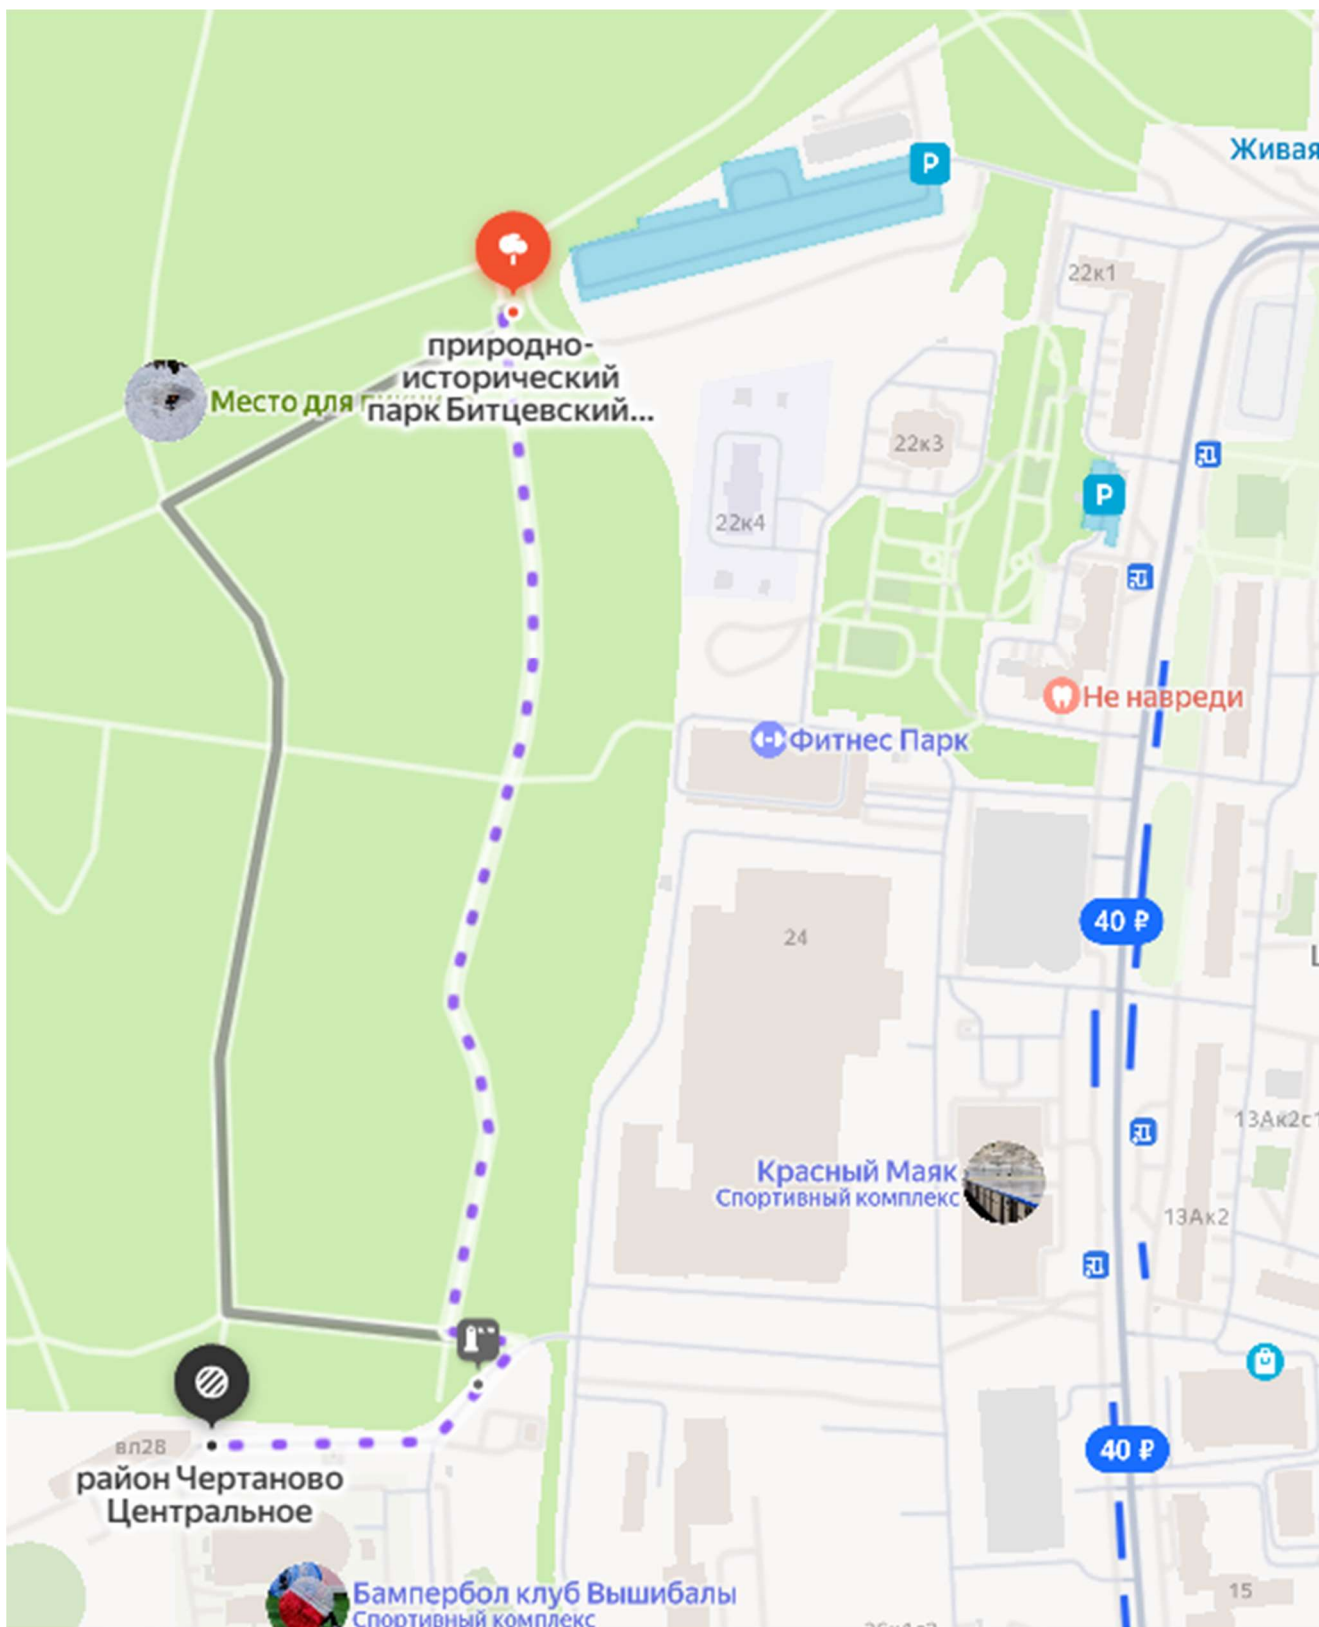 Живая
P
22к1
природно-
исторический
парк Битцевский...
Место для
22к3
P
22к4
Не навреди
Фитнес Парк
40 ₽
24
13Ак2с1
Красный Маяк
Спортивный комплекс
13Ак2
вл28
40 ₽
район Чертаново
Центральное
Бампербол клуб Вышибалы
Спортивный комплекс
15